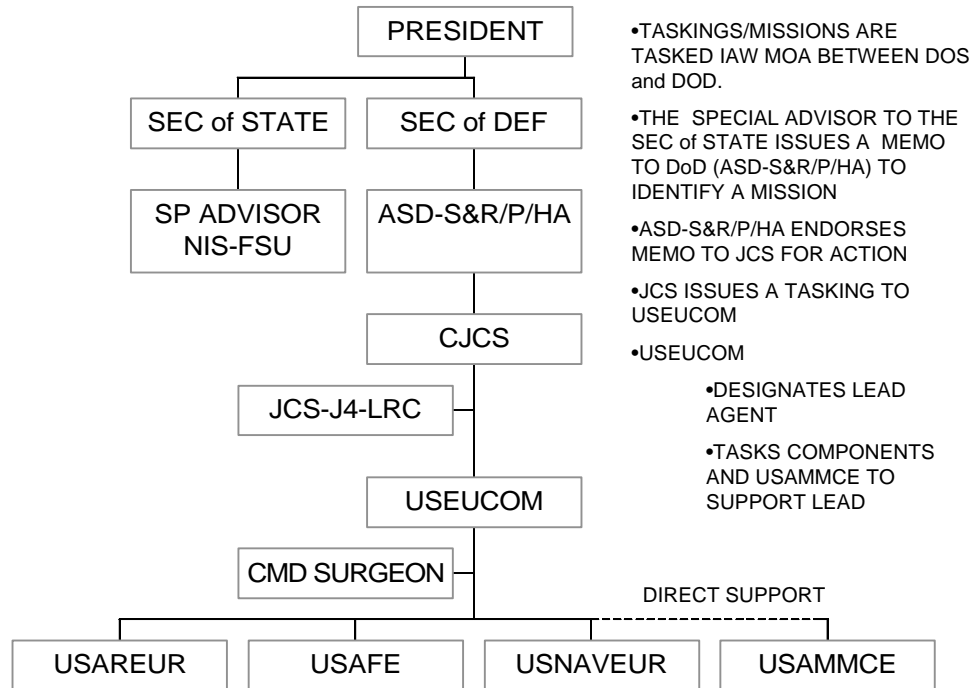 PRESIDENT
SEC of STATE
SEC of DEF
SP ADVISOR
NIS-FSU
ASD-S&R/P/HA
CJCS
JCS-J4-LRC
USEUCOM
CMD SURGEON
DIRECT SUPPORT
USAREUR
USAFE
USNAVEUR
USAMMCE
•TASKINGS/MISSIONS ARE
TASKED IAW MOA BETWEEN DOS
and DOD.
•THE SPECIAL ADVISOR TO THE
SEC of STATE ISSUES A MEMO
TO DoD (ASD-S&R/P/HA) TO
IDENTIFY A MISSION
•ASD-S&R/P/HA ENDORSES
MEMO TO JCS FOR ACTION
•JCS ISSUES A TASKING TO
USEUCOM
•USEUCOM
•DESIGNATES LEAD
AGENT
•TASKS COMPONENTS
AND USAMMCE TO
SUPPORT LEAD